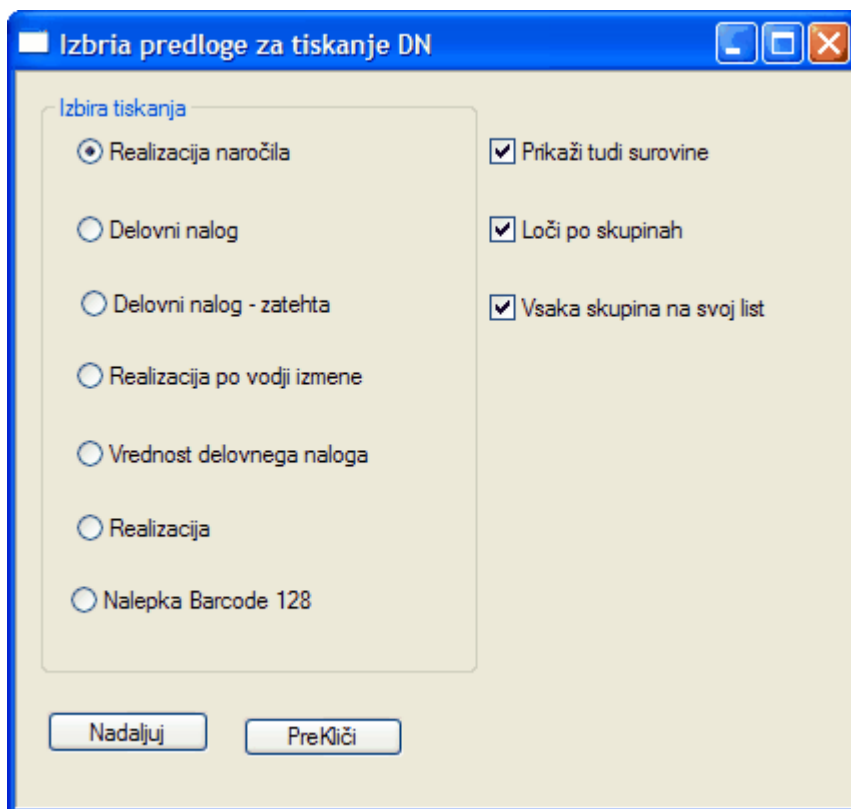 Izbria predloge za tiskanje DN
Izbira tiskanja
Realizacija naročila
Prikaži tudi surovine
Delovni nalog
Loči po skupinah
Delovni nalog - zatehta
Vsaka skupina na svoj list
Realizacija po vodji izmene
Vrednost delovnega naloga
Realizacija
Nalepka Barcode 128
Nadaljuj
PreKliči